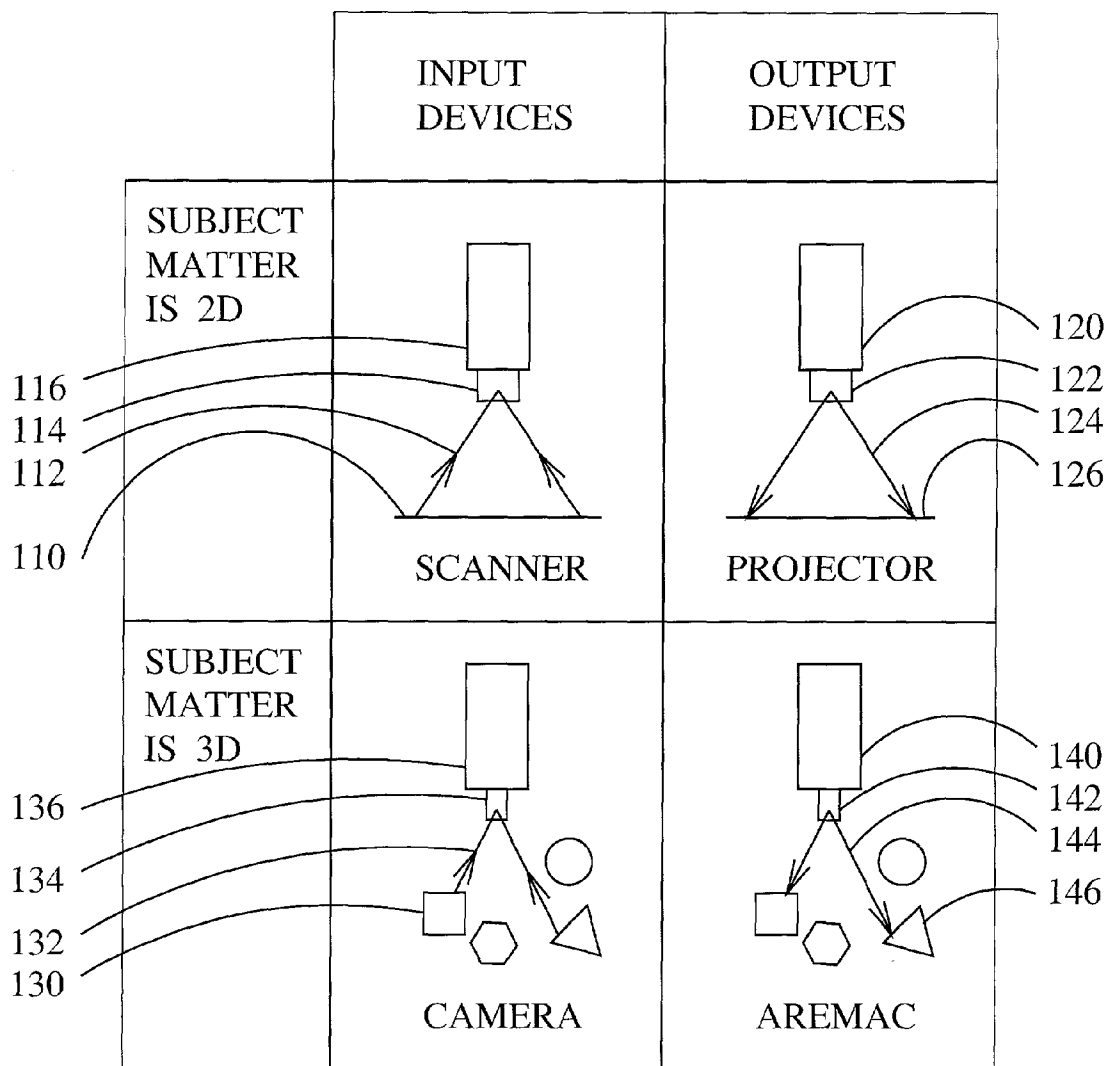 INPUT
DEVICES
OUTPUT
DEVICES
SUBJECT
MATTER
IS 2D
116
114
112
110
120
122
124
126
SCANNER
PROJECTOR
SUBJECT
MATTER
IS 3D
136
134
132
130
140
142
144
146
CAMERA
AREMAC